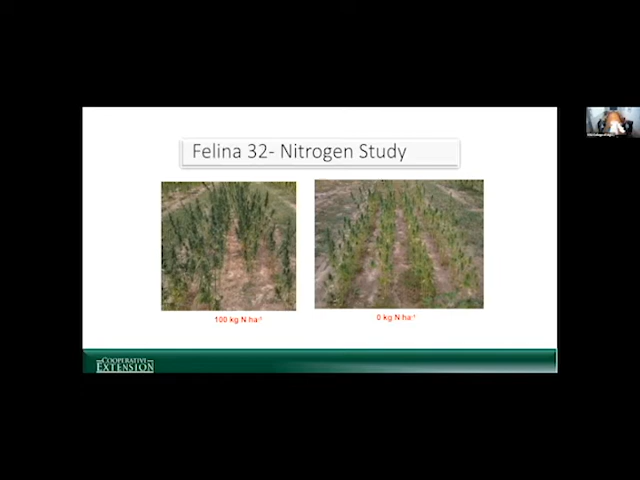 Felina 32- Nitrogen Study
100 kg N ha-¹
0 kg N ha-¹
COOPERATIVE
EXTENSION